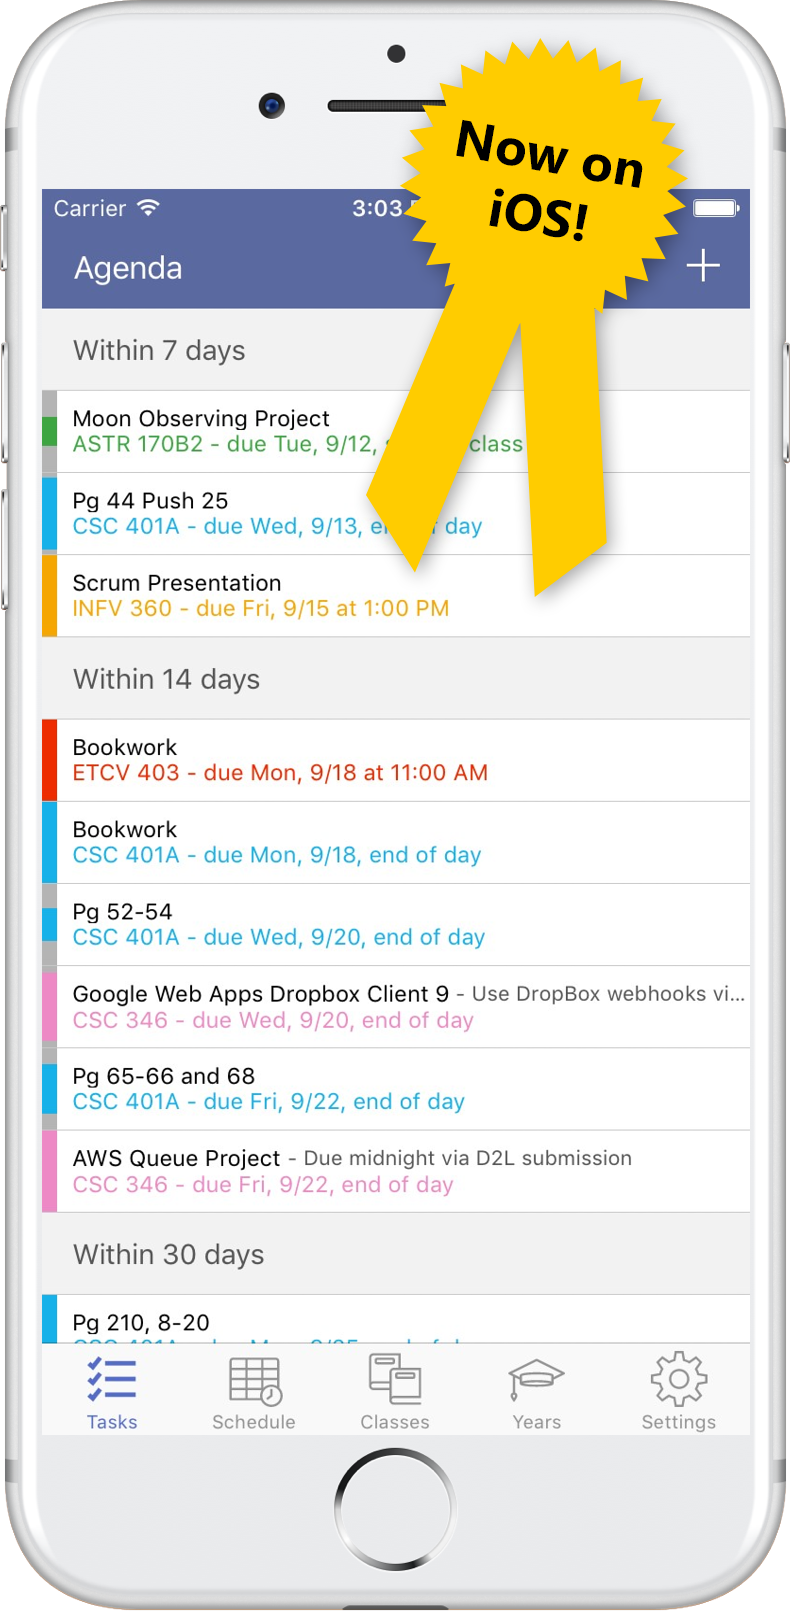 Now on
iOS!
Carrier
3:03
Agenda
Within 7 days
Moon Observing Project
ASTR 170B2 - due Tue, 9/12, class
Pg 44 Push 25
CSC 401A - due Wed, 9/13, day
Scrum Presentation
INFV 360 - due Fri, 9/15 at 1:00 PM
Within 14 days
Bookwork
ETCV 403 - due Mon, 9/18 at 11:00 AM
Bookwork
CSC 401A - due Mon, 9/18, end of day
Pg 52-54
CSC 401A - due Wed, 9/20, end of day
Google Web Apps Dropbox Client 9 - Use DropBox webhooks vi...
CSC 346 - due Wed, 9/20, end of day
Pg 65-66 and 68
CSC 401A - due Fri, 9/22, end of day
AWS Queue Project - Due midnight via D2L submission
CSC 346 - due Fri, 9/22, end of day
Within 30 days
Pg 210, 8-20
Tasks
Schedule
Classes
Years
Settings